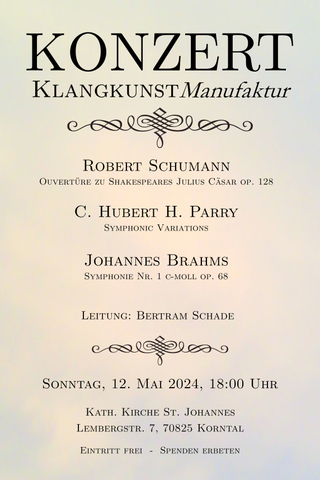 KONZERT
KLANGKUNSTManufaktur
ROBERT SCHUMANN
OUVERTÜRE ZU SHAKESPEARES JULIUS CÄSAR OP. 128
C. HUBERT H. PARRY
SYMPHONIC VARIATIONS
JOHANNES BRAHMS
SYMPHONIE NR. 1 C-MOLL OP. 68
LEITUNG: BERTRAM SCHADE
SONNTAG, 12. MAI 2024, 18:00 UHR
KATH. KIRCHE ST. JOHANNES
LEMBERGSTR. 7, 70825 KORNTAL
EINTRITT FREI - SPENDEN ERBETEN